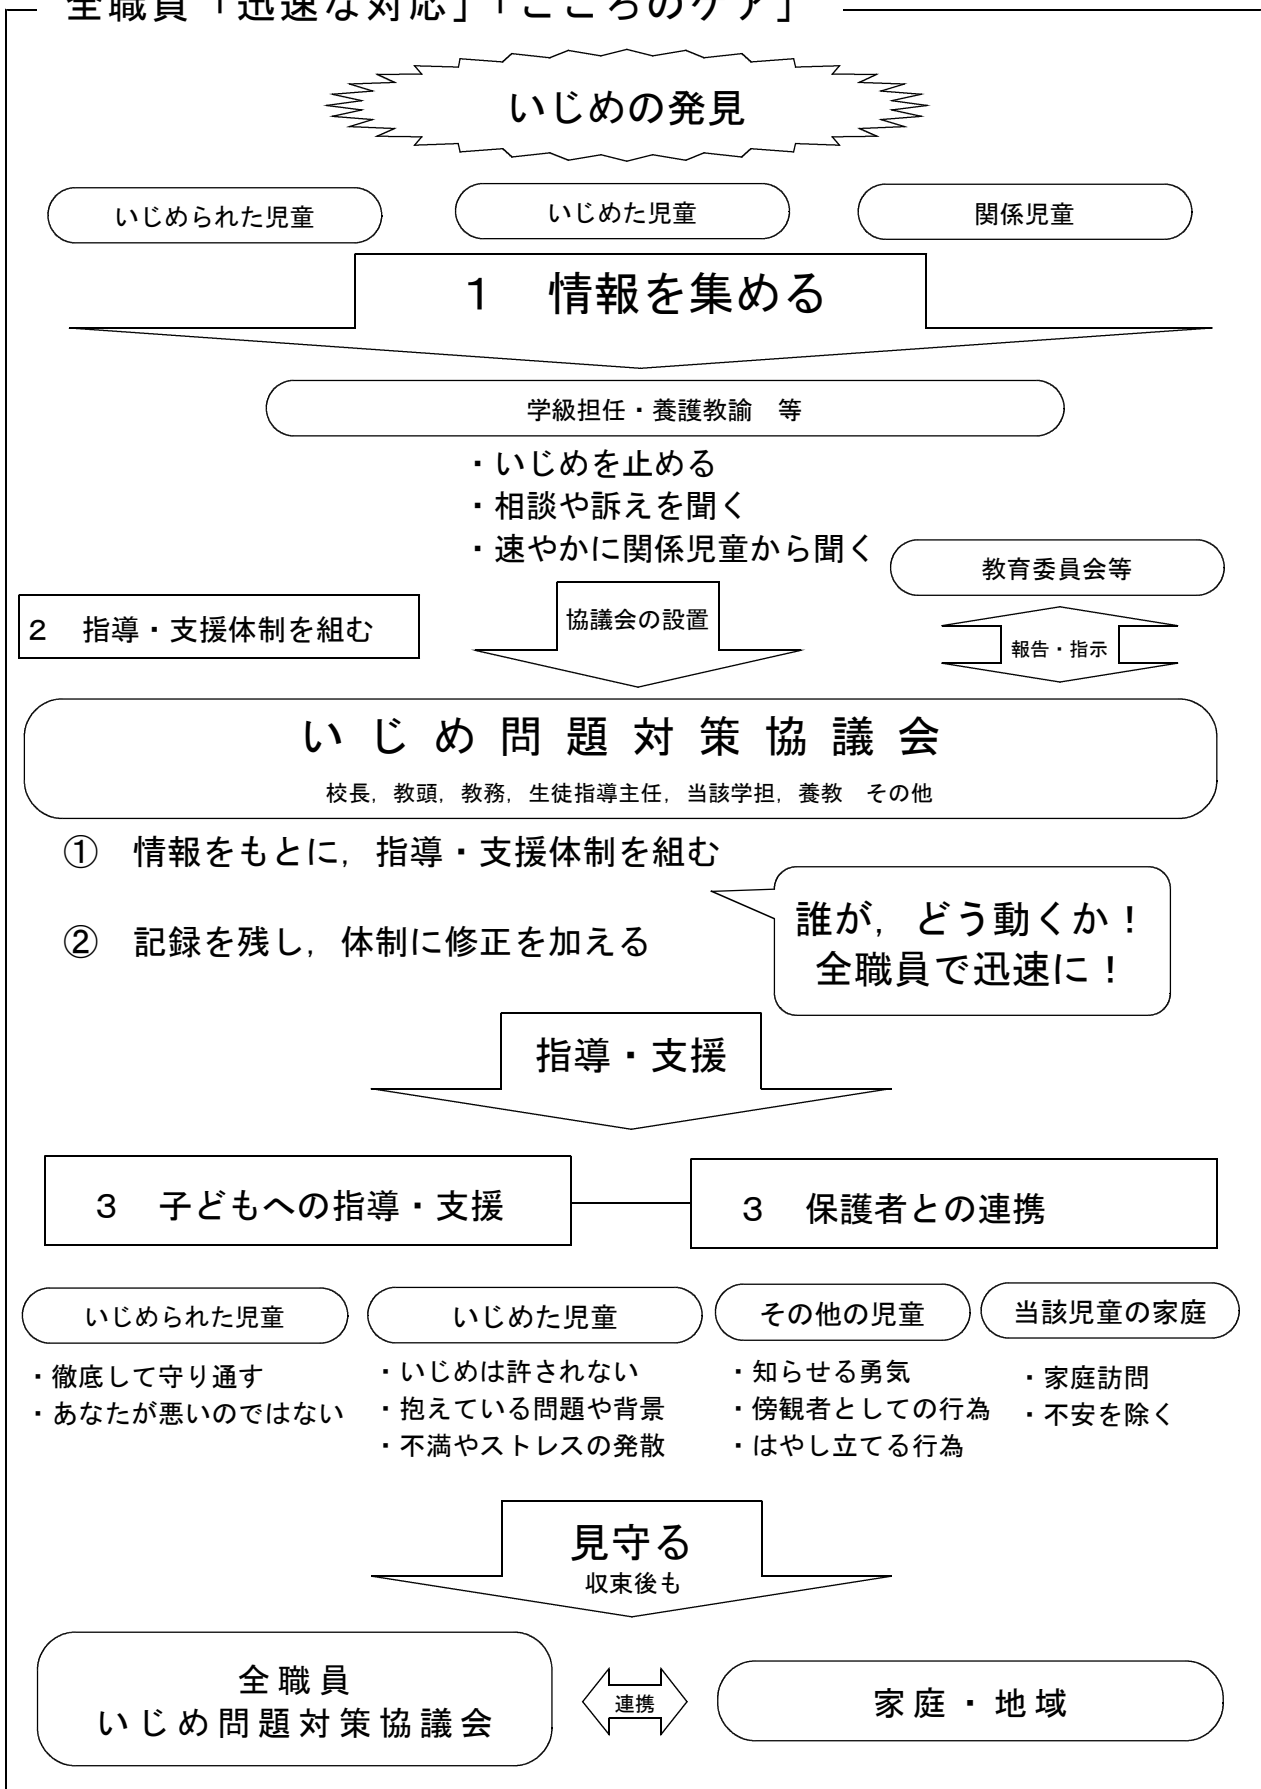 全職員「迅速な対応」「こころのケア」
いじめの発見
いじめられた児童
いじめた児童
関係児童
１　情報を集める
学級担任・養護教諭　等
・いじめを止める
・相談や訴えを聞く
・速やかに関係児童から聞く
教育委員会等
２　指導・支援体制を組む
協議会の設置
報告・指示
いじめ問題対策協議会
校長，教頭，教務，生徒指導主任，当該学担，養教　その他
①　情報をもとに，指導・支援体制を組む
②　記録を残し，体制に修正を加える
誰が，どう動くか！
全職員で迅速に！
指導・支援
３　子どもへの指導・支援
３　保護者との連携
いじめられた児童
・徹底して守り通す
・あなたが悪いのではない
いじめた児童
・いじめは許されない
・抱えている問題や背景
・不満やストレスの発散
その他の児童
・知らせる勇気
・傍観者としての行為
・はやし立てる行為
当該児童の家庭
・家庭訪問
・不安を除く
見守る
収束後も
全職員
いじめ問題対策協議会
連携
家庭・地域